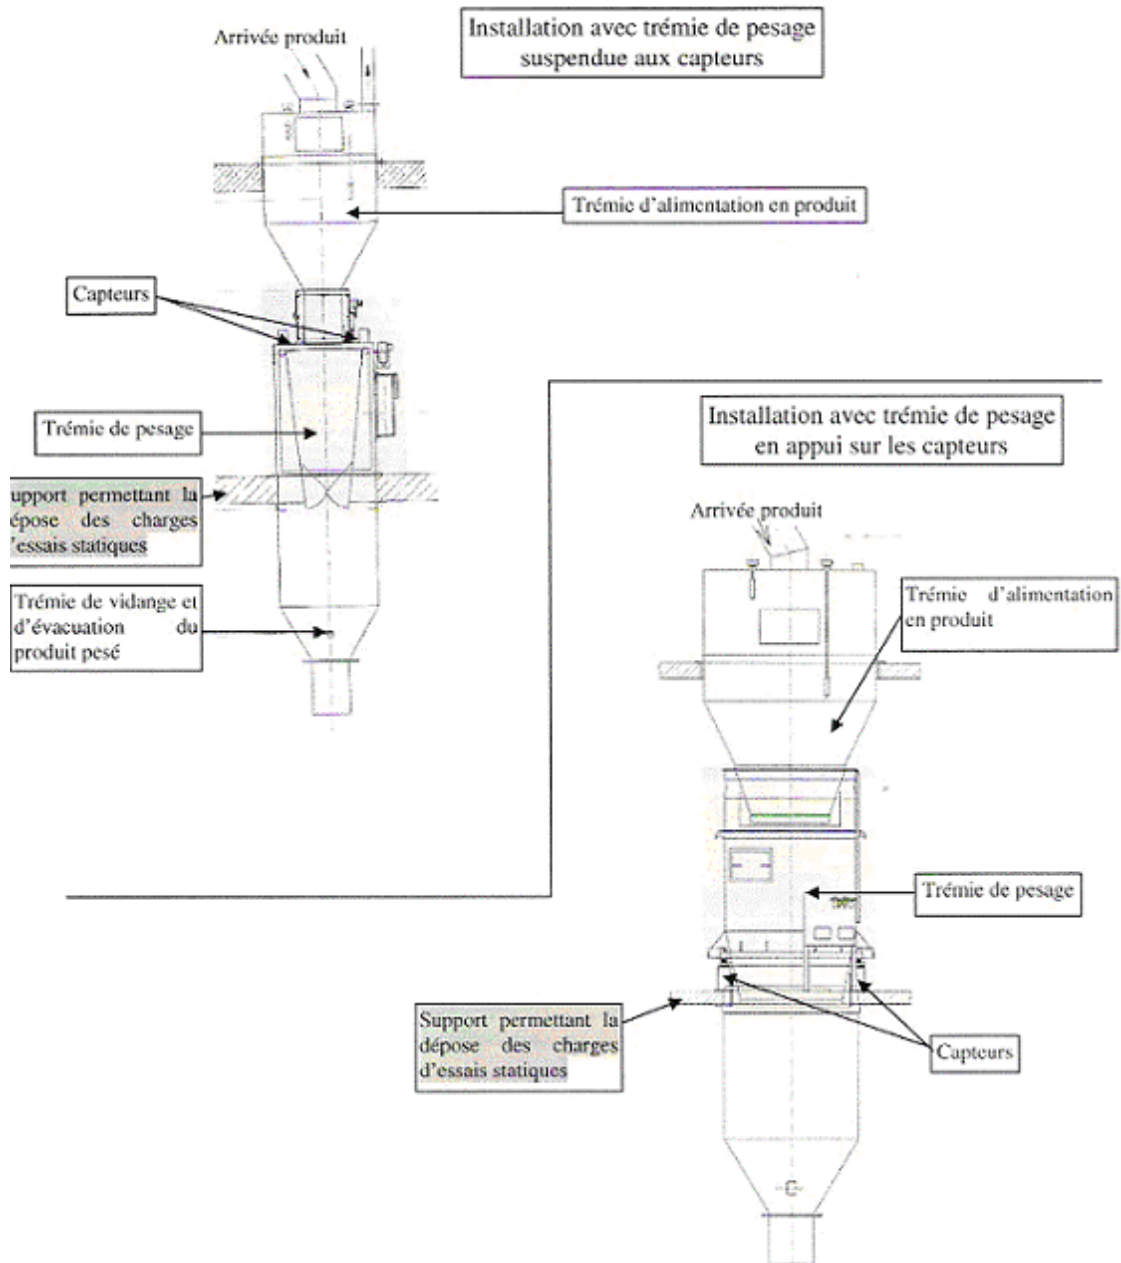 Installation avec trémie de pesage
suspendue aux capteurs
Arrivée produit
Trémie d'alimentation en produit
Capteurs
Trémie de pesage
upport permettant la
épose des charges
'essais statiques
Trémie de vidange et
d'évacuation du
produit pesé
Installation avec trémie de pesage
en appui sur les capteurs
Arrivée produit
Trémie d'alimentation
en produit
Trémie de pesage
Support permettant la
dépose des charges
d'essais statiques
Capteurs